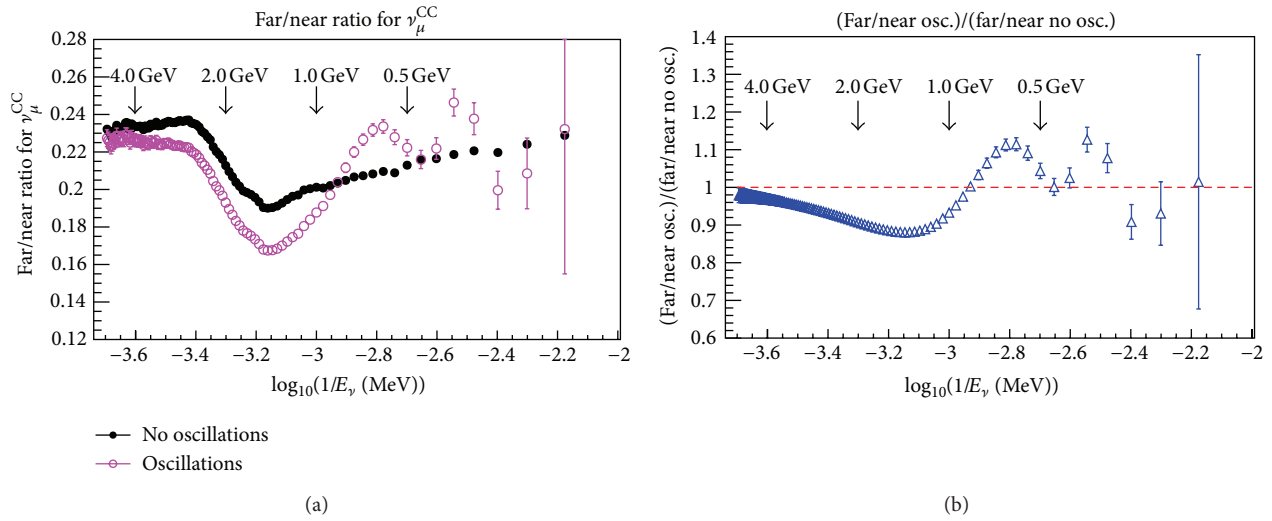 Far/near ratio for ν_μ^CC
Far/near ratio for ν_μ^CC
0.28
0.26
0.24
0.22
0.2
0.18
0.16
0.14
0.12
4.0 GeV 2.0 GeV 1.0 GeV 0.5 GeV
−3.6 −3.4 −3.2 −3 −2.8 −2.6 −2.4 −2.2 −2
log₁₀(1/E_ν (MeV))
No oscillations
Oscillations
(a)
(Far/near osc.)/(far/near no osc.)
(Far/near osc.)/(far/near no osc.)
1.4
1.3
1.2
1.1
1
0.9
0.8
0.7
0.6
4.0 GeV 2.0 GeV 1.0 GeV 0.5 GeV
−3.6 −3.4 −3.2 −3 −2.8 −2.6 −2.4 −2.2 −2
log₁₀(1/E_ν (MeV))
(b)